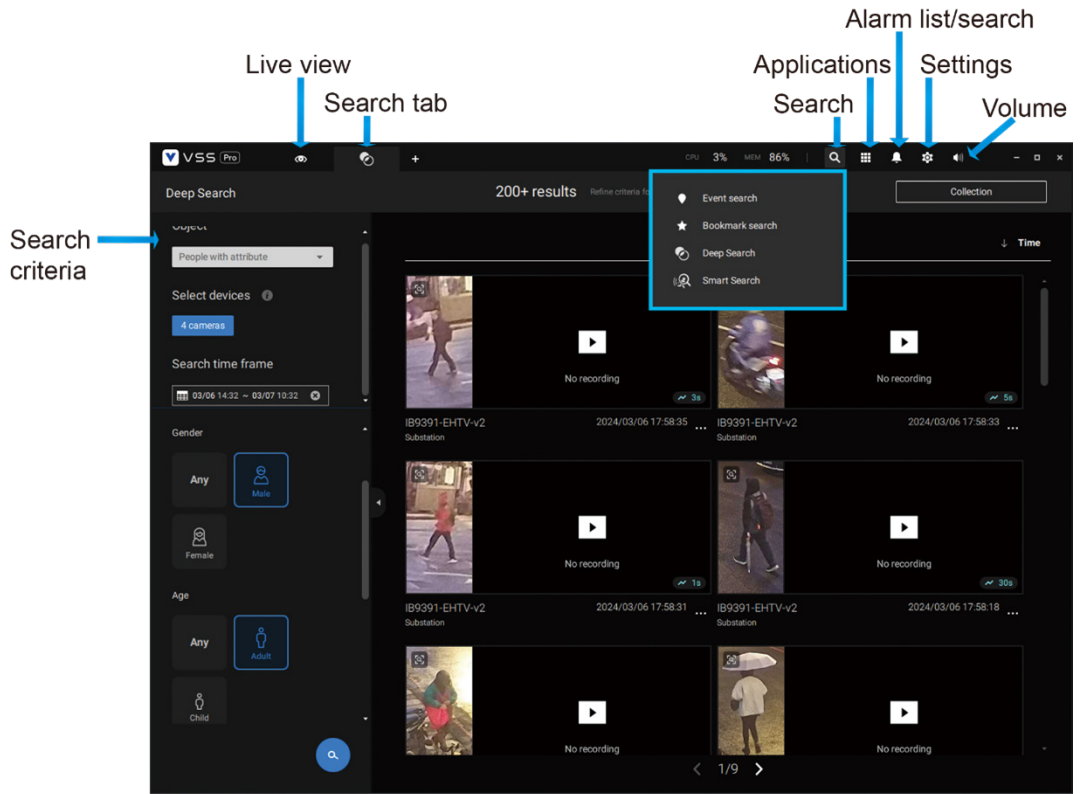 Alarm list/search
Live view
Applications
Settings
Search tab
Search
Volume
VSS Pro
CPU 3% MEM 86%
Deep Search
200+ results
Refine criteria fo
Collection
Event search
Bookmark search
Deep Search
Smart Search
Search
criteria
Object
People with attribute
Select devices
4 cameras
Search time frame
03/06 14:32 ~ 03/07 10:32
Gender
Any
Male
Female
Age
Any
Adult
Child
Time
No recording
3s
IB9391-EHTV-v2
2024/03/06 17:58:35 ...
Substation
No recording
5s
IB9391-EHTV-v2
2024/03/06 17:58:33 ...
Substation
No recording
1s
IB9391-EHTV-v2
2024/03/06 17:58:31 ...
Substation
No recording
30s
IB9391-EHTV-v2
2024/03/06 17:58:18 ...
Substation
No recording
No recording
1/9